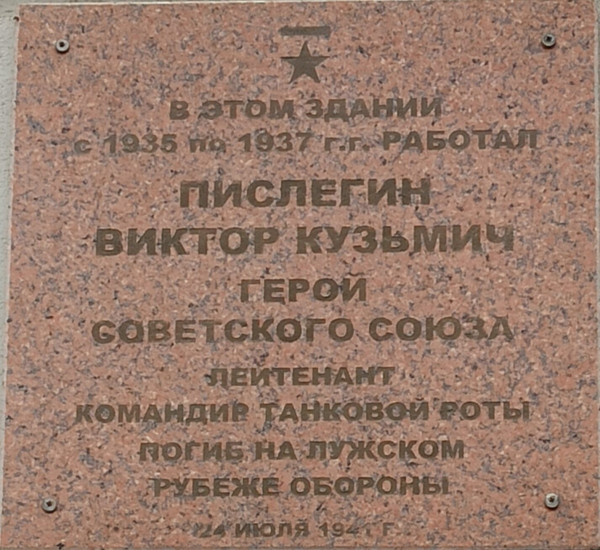 В ЭТОМ ЗДАНИИ
с 1935 по 1937 г.г. РАБОТАЛ
ПИСЛЕГИН
ВИКТОР КУЗЬМИЧ
ГЕРОЙ
СОВЕТСКОГО СОЮЗА
ЛЕЙТЕНАНТ
КОМАНДИР ТАНКОВОЙ РОТЫ
ПОГИБ НА ЛУЖСКОМ
РУБЕЖЕ ОБОРОНЫ
24 ИЮЛЯ 1941 Г.